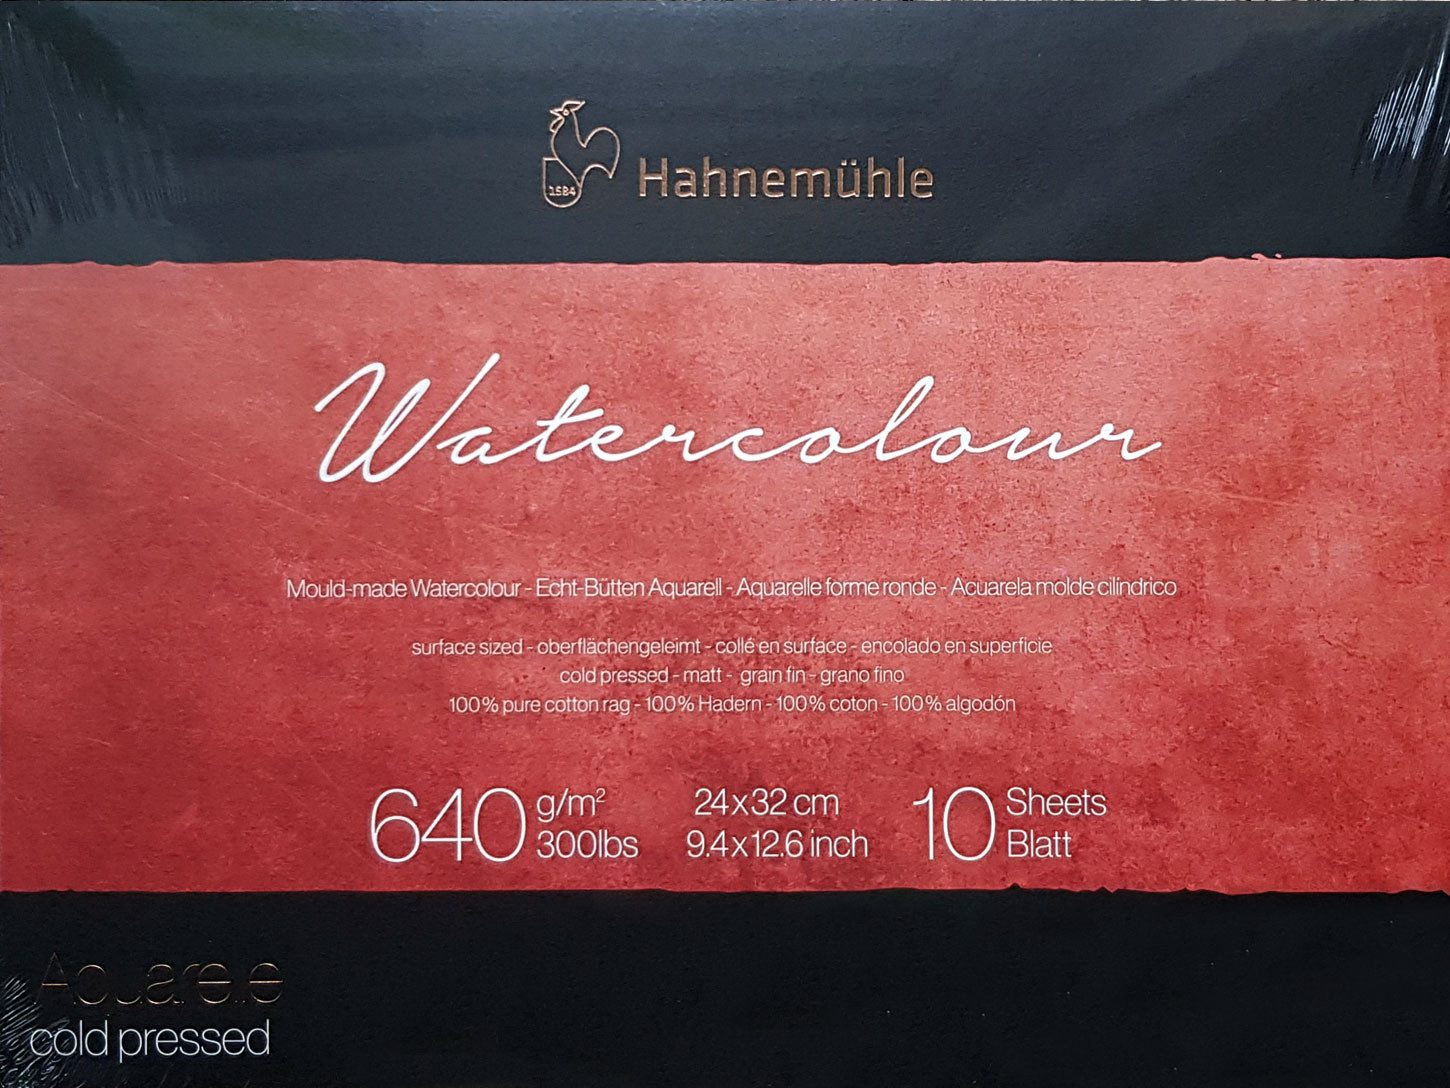 1584
Hahnemühle
Watercolour
Mould-made Watercolour - Echt-Bütten Aquarell - Aquarelle forme ronde - Acuarela molde cilíndrico
surface sized - oberflächengeleimt - collé en surface - encolado en superficie
cold pressed - matt - grain fin - grano fino
100% pure cotton rag - 100% Hadern - 100% coton - 100% algodón
640 g/m² 300lbs
24x32 cm
9.4x12.6 inch
10 Sheets Blatt
Aquarelle
cold pressed